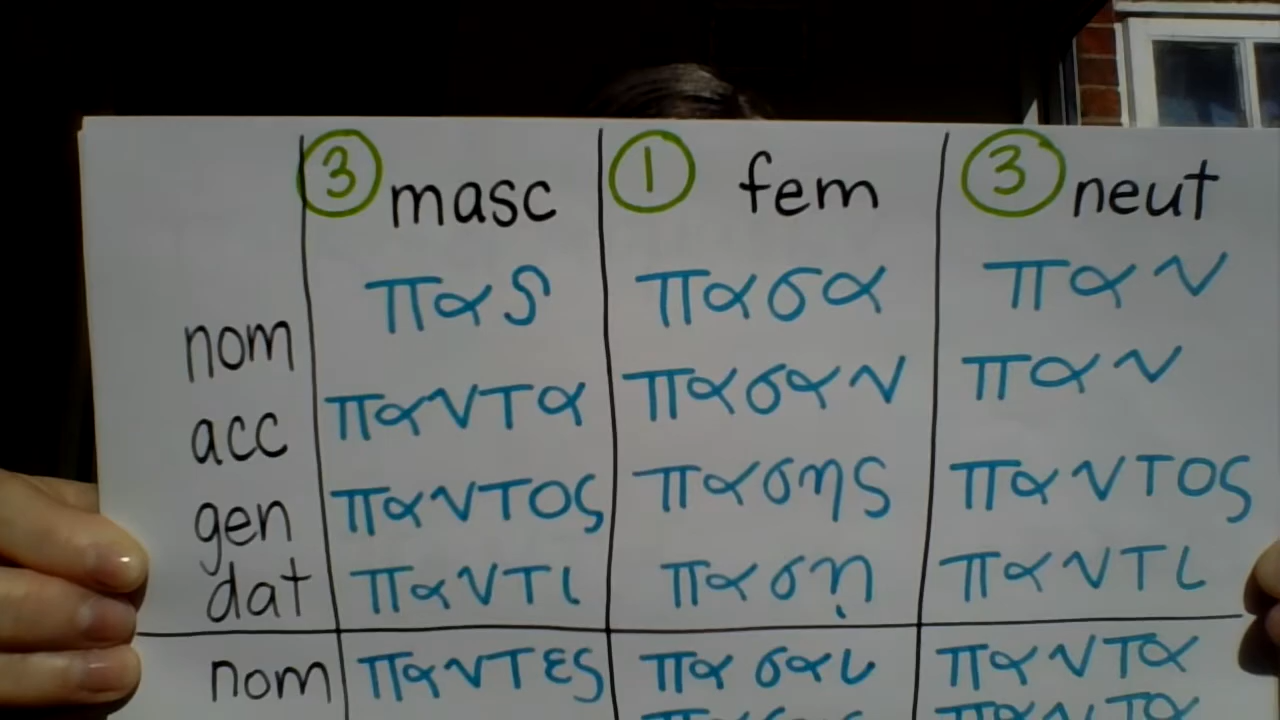 ③ masc ① fem ③ neut
nom πας πασα παν
acc παντα πασαν παν
gen παντος πασης παντος
dat παντι πασῃ παντι
nom παντες πασαι παντα